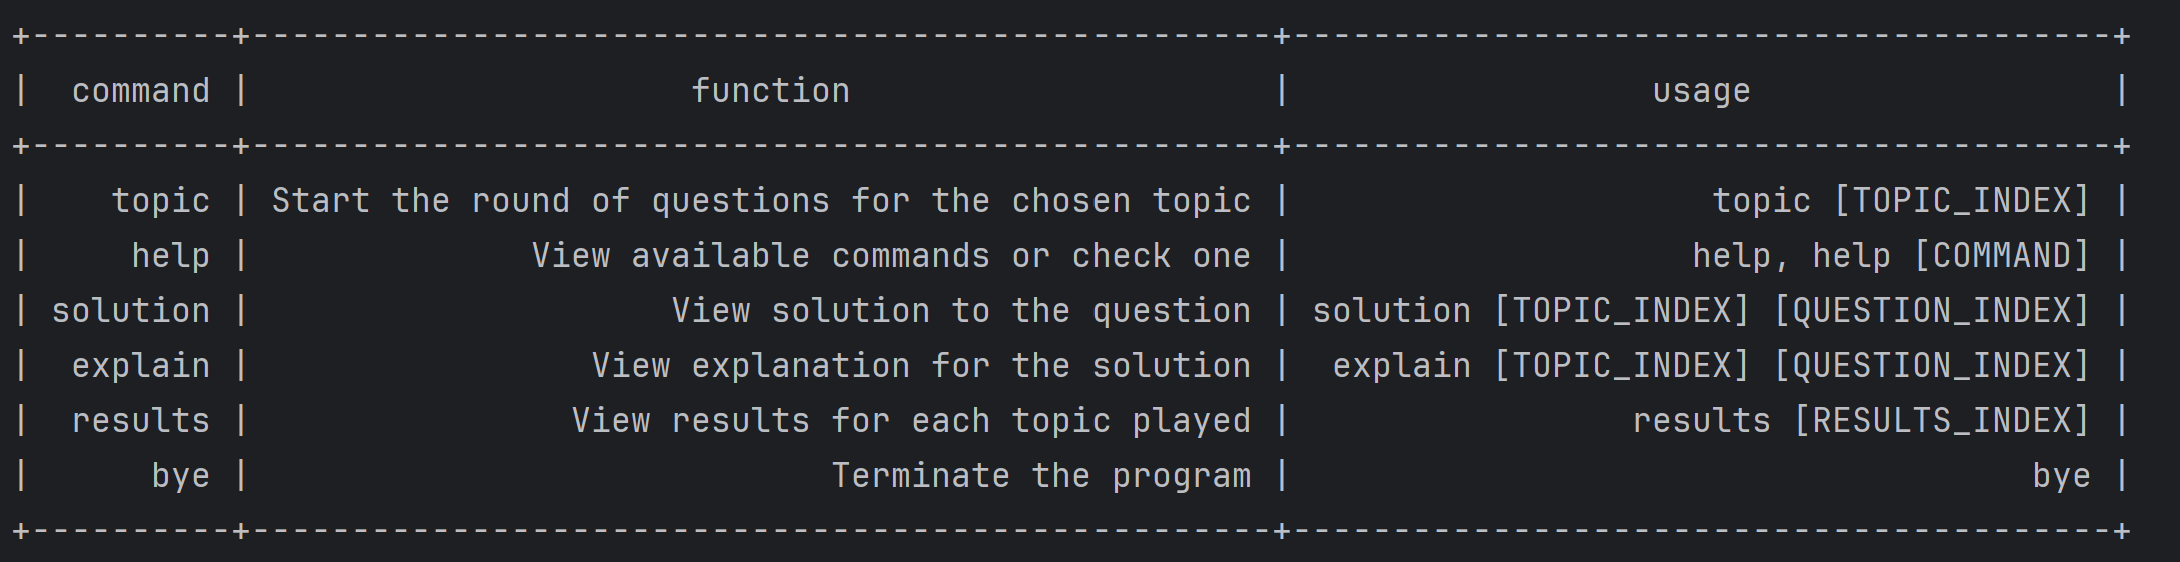 +----------+---------------------------------------------------+-----------------------------------------+
|  command |                      function                     |                  usage                  |
+----------+---------------------------------------------------+-----------------------------------------+
|    topic | Start the round of questions for the chosen topic |                     topic [TOPIC_INDEX] |
|     help |              View available commands or check one |                    help, help [COMMAND] |
| solution |                     View solution to the question | solution [TOPIC_INDEX] [QUESTION_INDEX] |
|  explain |                 View explanation for the solution |  explain [TOPIC_INDEX] [QUESTION_INDEX] |
|  results |                View results for each topic played |                 results [RESULTS_INDEX] |
|      bye |                             Terminate the program |                                     bye |
+----------+---------------------------------------------------+-----------------------------------------+